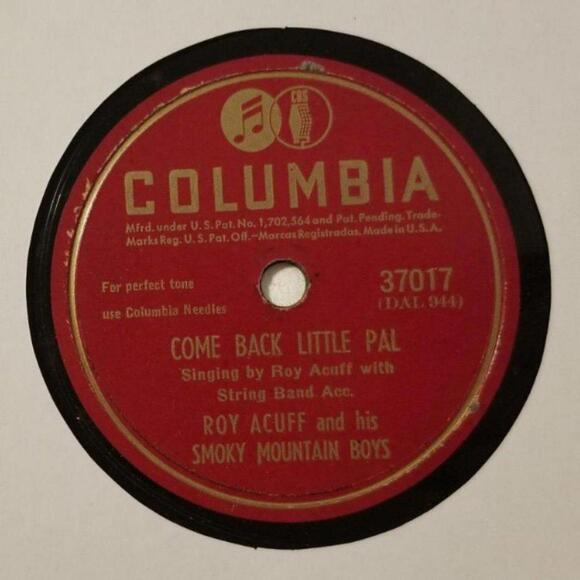 CBS
COLUMBIA
Mfrd. under U.S. Pat. No. 1,702,564 and Pat. Pending. Trade-
Marks Reg. U.S. Pat. Off.—Marcas Registradas. Made in U.S.A.
For perfect tone
use Columbia Needles
37017
(DAL 944)
COME BACK LITTLE PAL
Singing by Roy Acuff with
String Band Acc.
ROY ACUFF and his
SMOKY MOUNTAIN BOYS